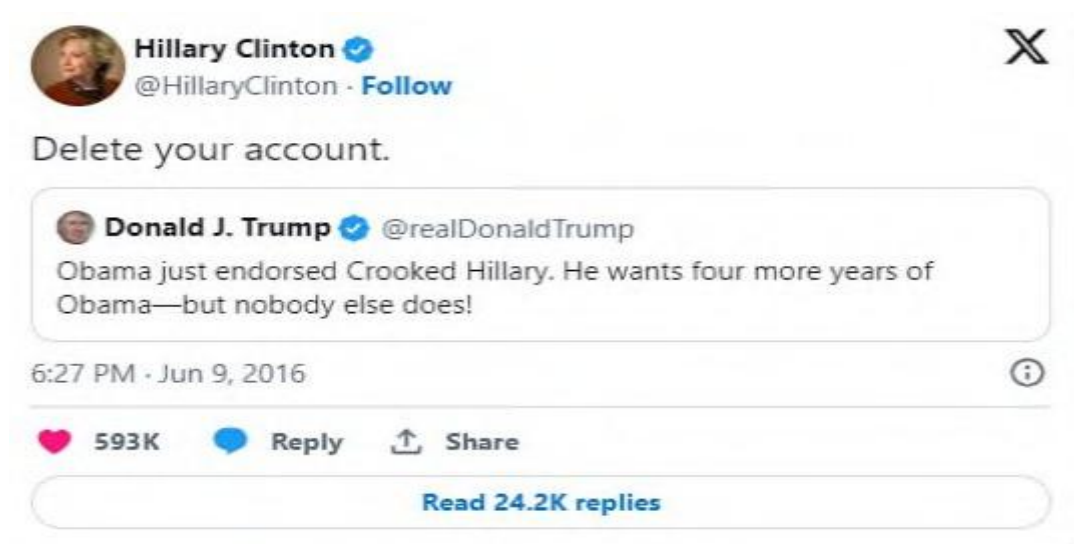 Hillary Clinton
@HillaryClinton · Follow
Delete your account.
Donald J. Trump @realDonaldTrump
Obama just endorsed Crooked Hillary. He wants four more years of
Obama—but nobody else does!
6:27 PM · Jun 9, 2016
593K Reply Share
Read 24.2K replies